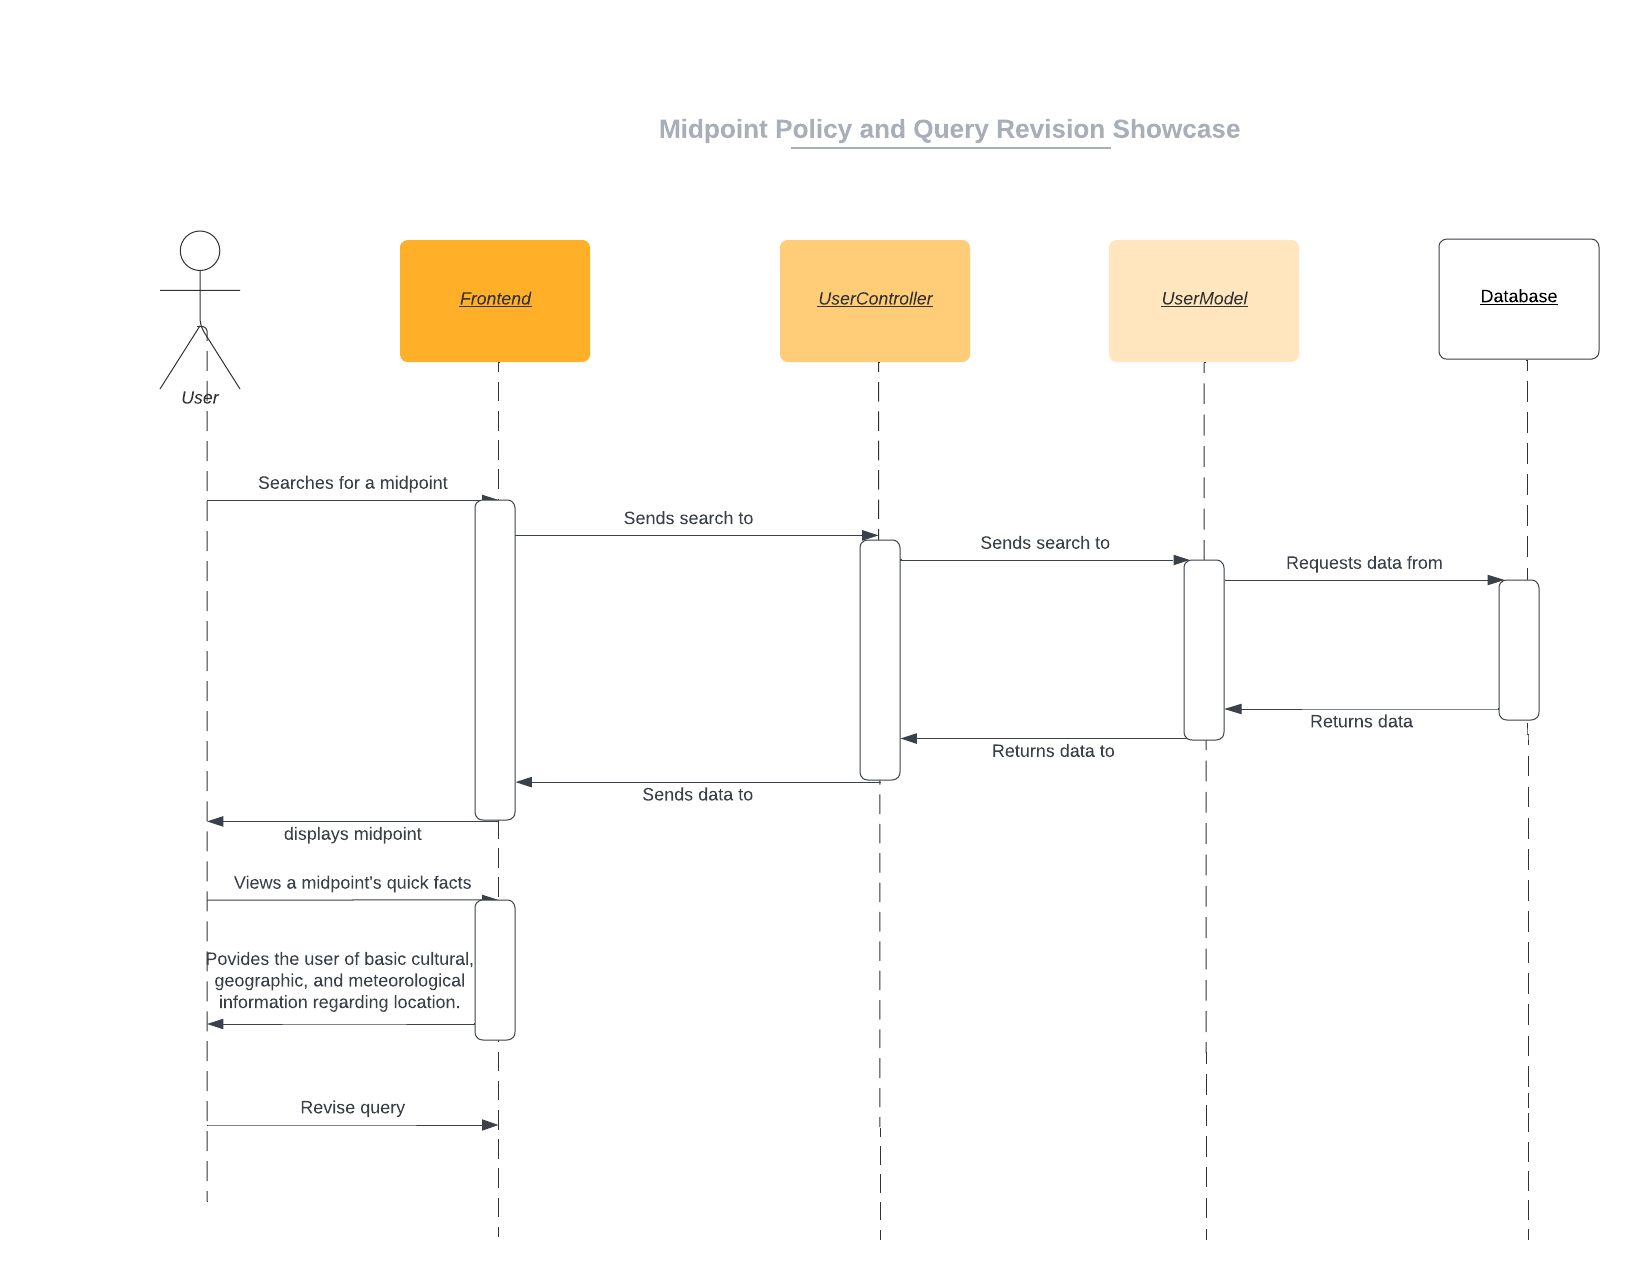 Midpoint Policy and Query Revision Showcase
Frontend
UserController
UserModel
Database
User
Searches for a midpoint
Sends search to
Sends search to
Requests data from
Returns data
Returns data to
Sends data to
displays midpoint
Views a midpoint's quick facts
Povides the user of basic cultural,
geographic, and meteorological
information regarding location.
Revise query